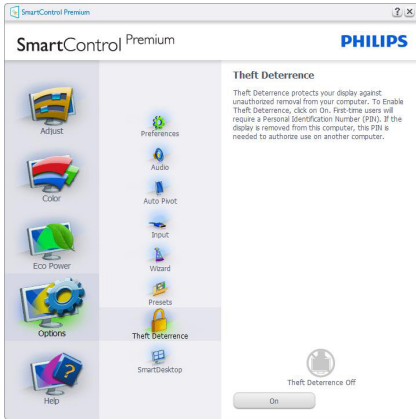 SmartControl Premium
SmartControl Premium
PHILIPS
Adjust
Color
Eco Power
Options
Help
Preferences
Audio
Auto Pivot
Input
Wizard
Presets
Theft Deterrence
SmartDesktop
Theft Deterrence
Theft Deterrence protects your display against
unauthorized removal from your computer. To Enable
Theft Deterrence, click on On. First-time users will
require a Personal Identification Number (PIN). If the
display is removed from this computer, this PIN is
needed to authorize use on another computer.
Theft Deterrence Off
On